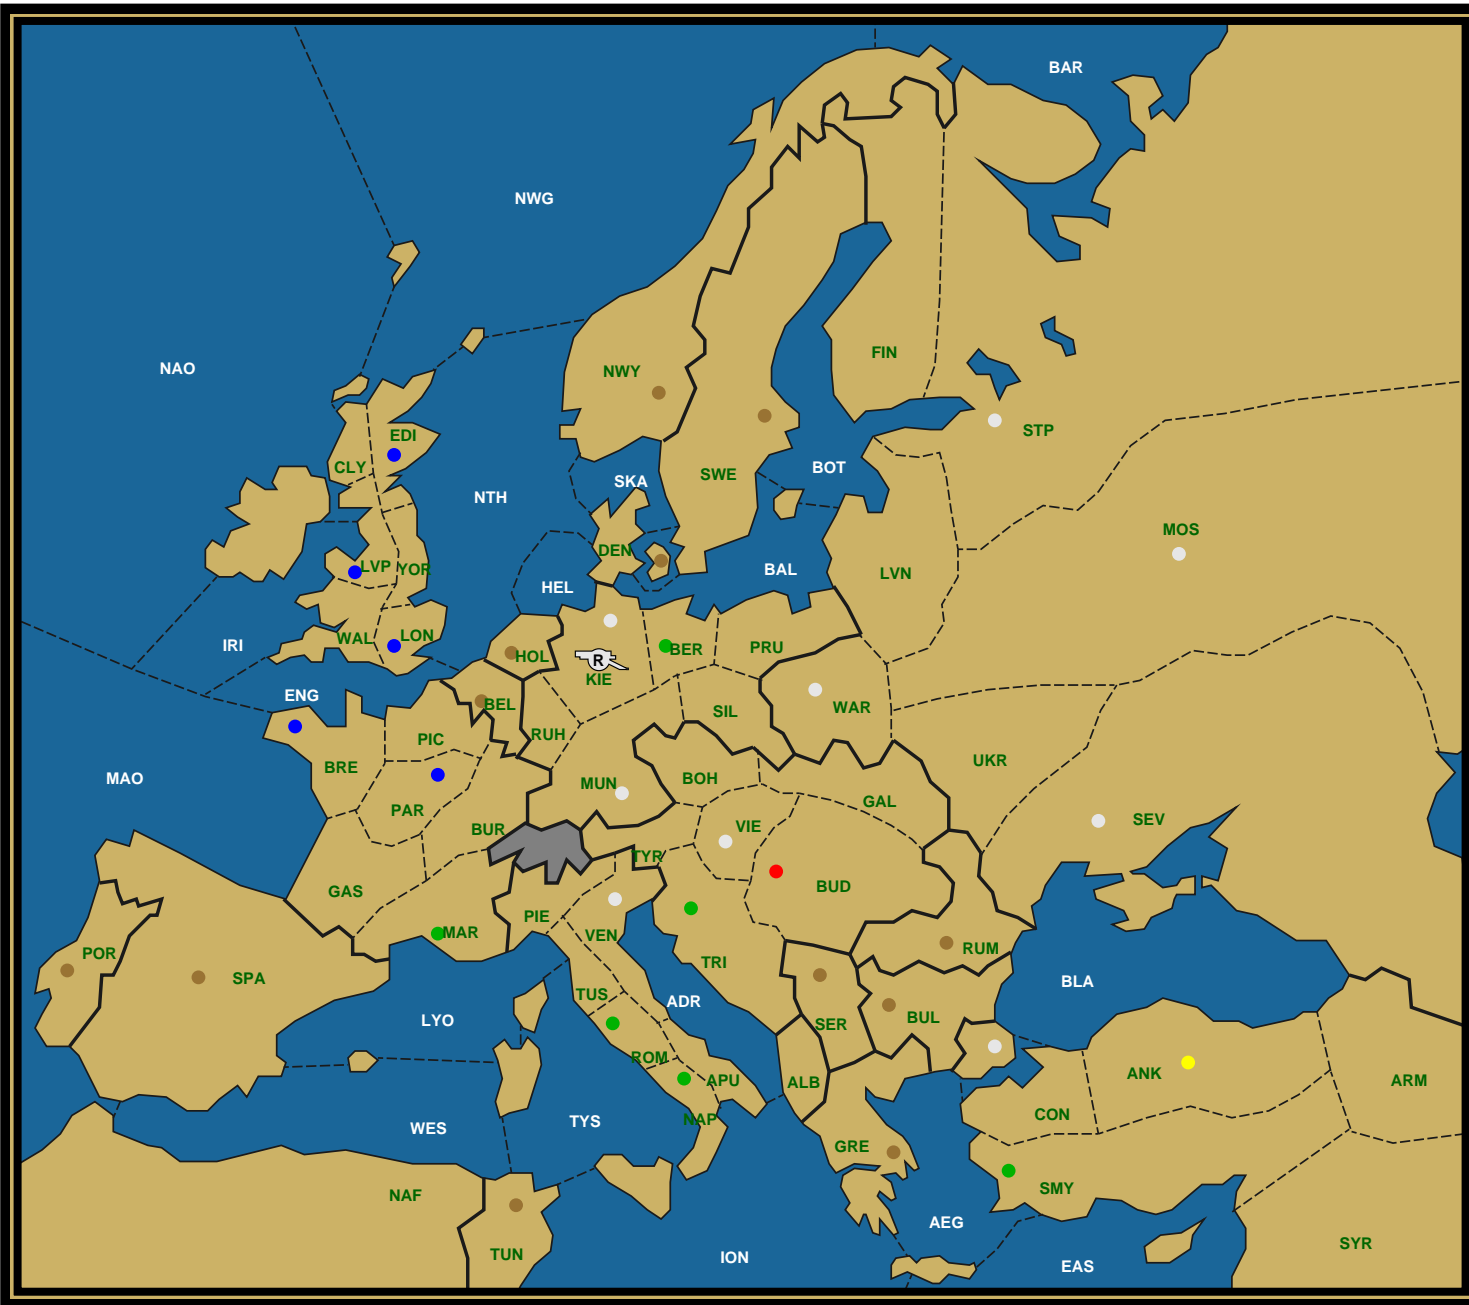 BAR
NWG
NAO
FIN
NWY
STP
EDI
CLY
SKA
BOT
SWE
NTH
MOS
DEN
LVP
YOR
BAL
LVN
HEL
IRI
WAL
LON
HOL
BER
PRU
R
KIE
ENG
BEL
SIL
WAR
PIC
RUH
UKR
BRE
MAO
MUN
BOH
GAL
PAR
BUR
VIE
SEV
TYR
BUD
GAS
PIE
MAR
VEN
RUM
POR
SPA
TRI
BLA
TUS
ADR
LYO
BUL
SER
ROM
ANK
APU
ALB
ARM
CON
NAP
TYS
WES
GRE
SMY
NAF
AEG
SYR
TUN
ION
EAS